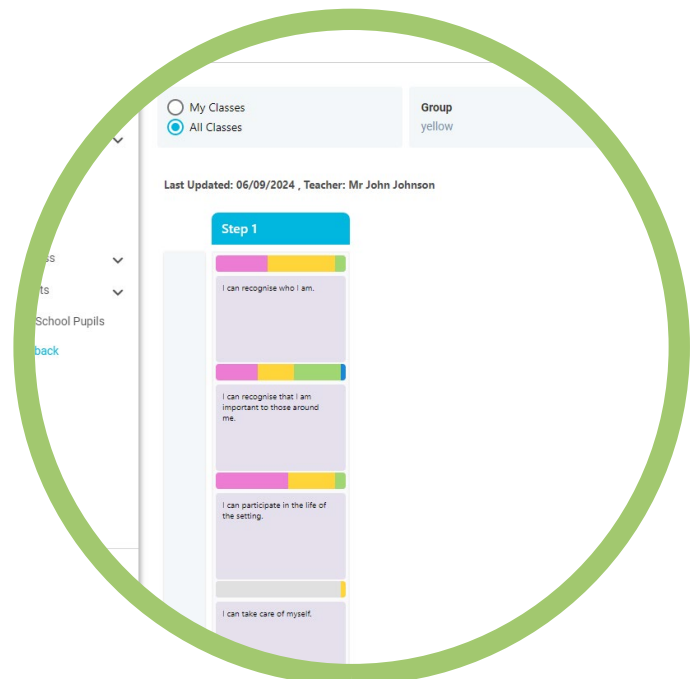 My Classes
All Classes
Group
yellow
Last Updated: 06/09/2024 , Teacher: Mr John Johnson
Step 1
ts
School Pupils
back
I can recognise who I am.
I can recognise that I am
important to those around
me.
I can participate in the life of
the setting.
I can take care of myself.